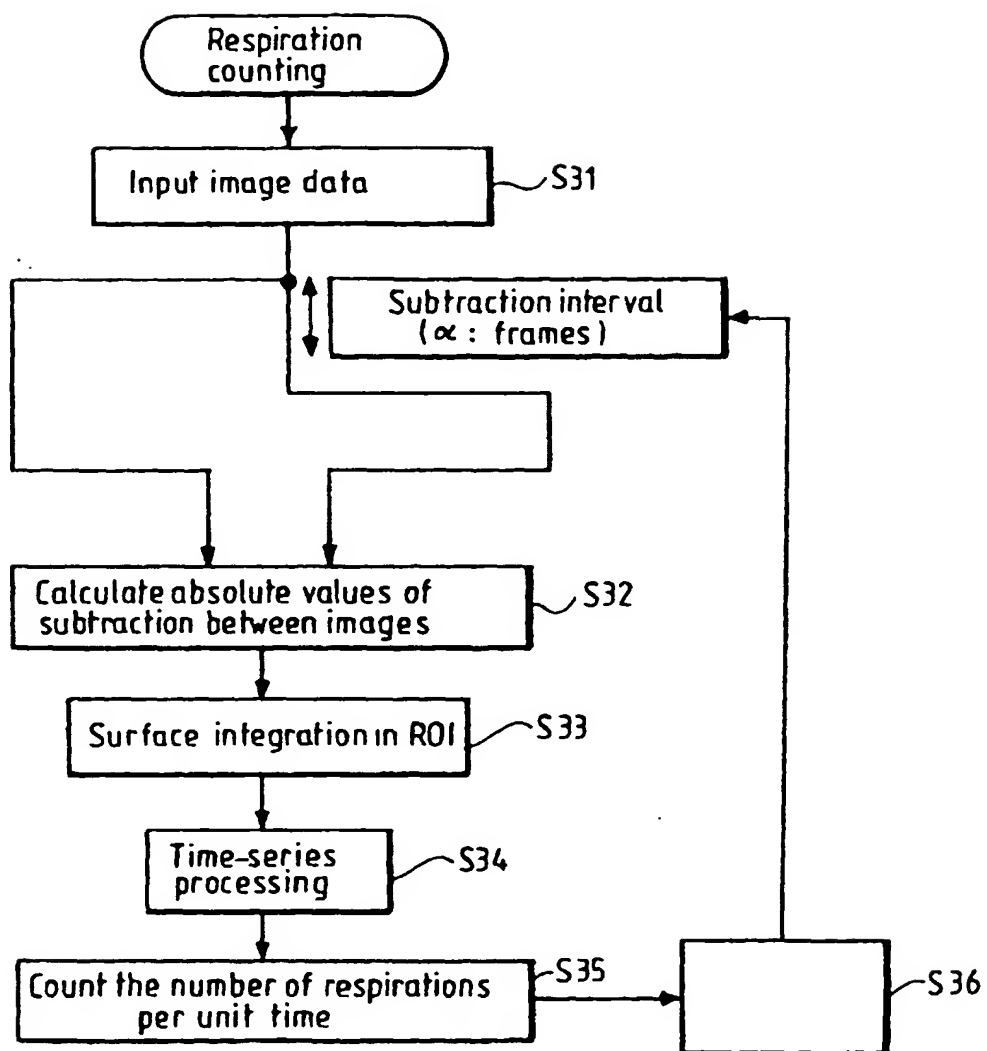 Respiration
counting
Input image data
S31
Subtraction interval
(α : frames)
Calculate absolute values of
subtraction between images
S32
Surface integration in ROI
S33
Time-series
processing
S34
Count the number of respirations
per unit time
S35
S36